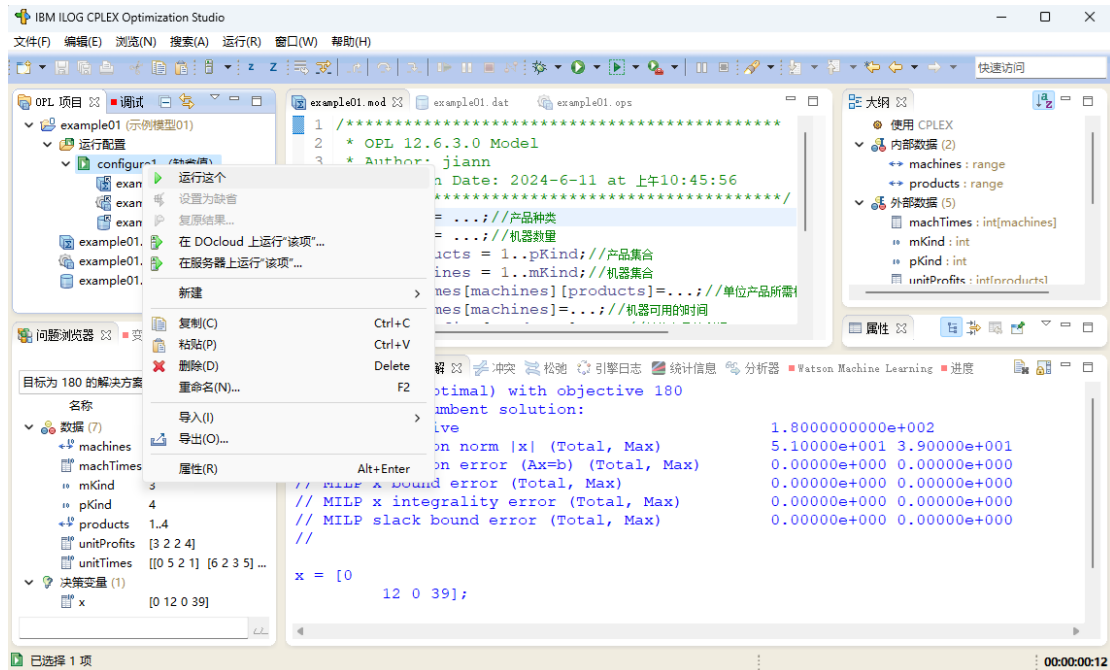 IBM ILOG CPLEX Optimization Studio
文件(F) 编辑(E) 浏览(N) 搜索(A) 运行(R) 窗口(W) 帮助(H)
快速访问
OPL 项目 调试
example01 (示例模型01)
运行配置
configure1 (缺省值)
exam
exam
exam
example01.
example01.
example01.
运行这个
设置为缺省
复原结果...
在 DOcloud 上运行“该项”...
在服务器上运行“该项”...
新建
复制(C) Ctrl+C
粘贴(P) Ctrl+V
删除(D) Delete
重命名(N)... F2
导入(I)
导出(O)...
属性(R) Alt+Enter
example01.mod example01.dat example01.ops
1 /*********************************************
2 * OPL 12.6.3.0 Model
3 * Author: jiann
n Date: 2024-6-11 at 上午10:45:56
*************************************/
= ...;//产品种类
= ...;//机器数量
ucts = 1..pKind;//产品集合
ines = 1..mKind;//机器集合
mes[machines][products]=...;//单位产品所需
mes[machines]=...;//机器可用的时间
大纲
使用 CPLEX
内部数据 (2)
machines : range
products : range
外部数据 (5)
machTimes : int[machines]
mKind : int
pKind : int
unitProfits : int[products]
属性
问题浏览器 变
目标为 180 的解决方案
名称
数据 (7)
machines
machTimes
mKind 3
pKind 4
products 1..4
unitProfits [3 2 2 4]
unitTimes [[0 5 2 1] [6 2 3 5] ...
决策变量 (1)
x [0 12 0 39]
解 冲突 松弛 引擎日志 统计信息 分析器 Watson Machine Learning 进度
ptimal) with objective 180
umbent solution:
ve 1.8000000000e+002
on norm |x| (Total, Max) 5.10000e+001 3.90000e+001
on error (Ax=b) (Total, Max) 0.00000e+000 0.00000e+000
// MILP x bound error (Total, Max) 0.00000e+000 0.00000e+000
// MILP x integrality error (Total, Max) 0.00000e+000 0.00000e+000
// MILP slack bound error (Total, Max) 0.00000e+000 0.00000e+000
//
x = [0
12 0 39];
已选择 1 项
00:00:00:12